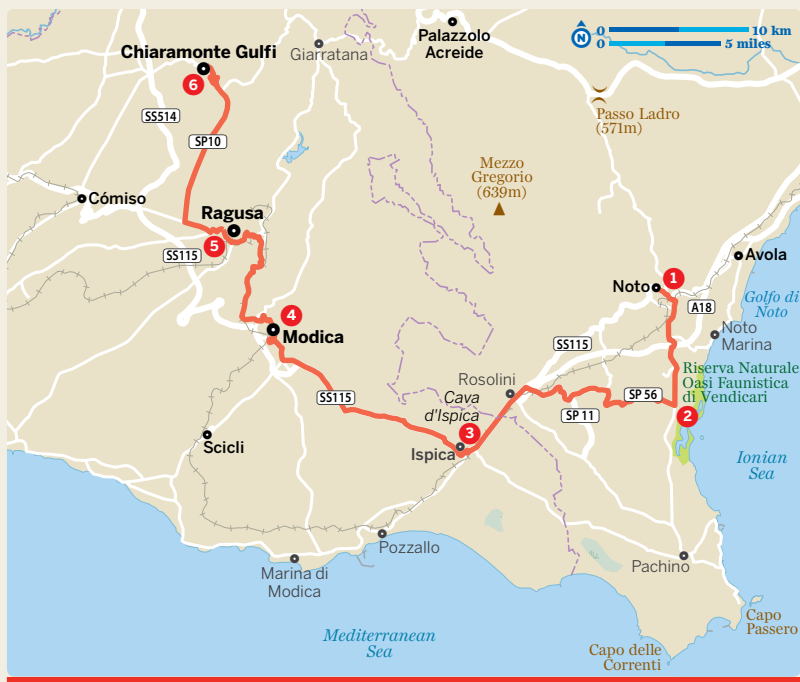 Palazzolo
Acreide
N
0 10 km
0 5 miles
Chiaramonte Gulfi
Giarratana
6
SS514
Passo Ladro
(571m)
SP10
Mezzo
Gregorio
(639m)
Cómiso
Ragusa
5
SS115
Avola
1
Noto
Golfo di
Noto
A18
4
Modica
Noto
Marina
SS115
Riserva Naturale
Oasi Faunistica
di Vendicari
Rosolini
SP 56
SS115
Cava
d'Ispica
SP 11
2
3
Scicli
Ispica
Ionian
Sea
Pozzallo
Pachino
Marina di
Modica
Capo
Passero
Mediterranean
Sea
Capo delle
Correnti